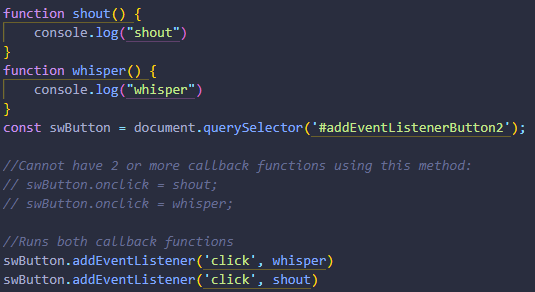 function shout() {
    console.log("shout")
}
function whisper() {
    console.log("whisper")
}
const swButton = document.querySelector('#addEventListenerButton2');

//Cannot have 2 or more callback functions using this method:
// swButton.onclick = shout;
// swButton.onclick = whisper;

//Runs both callback functions
swButton.addEventListener('click', whisper)
swButton.addEventListener('click', shout)